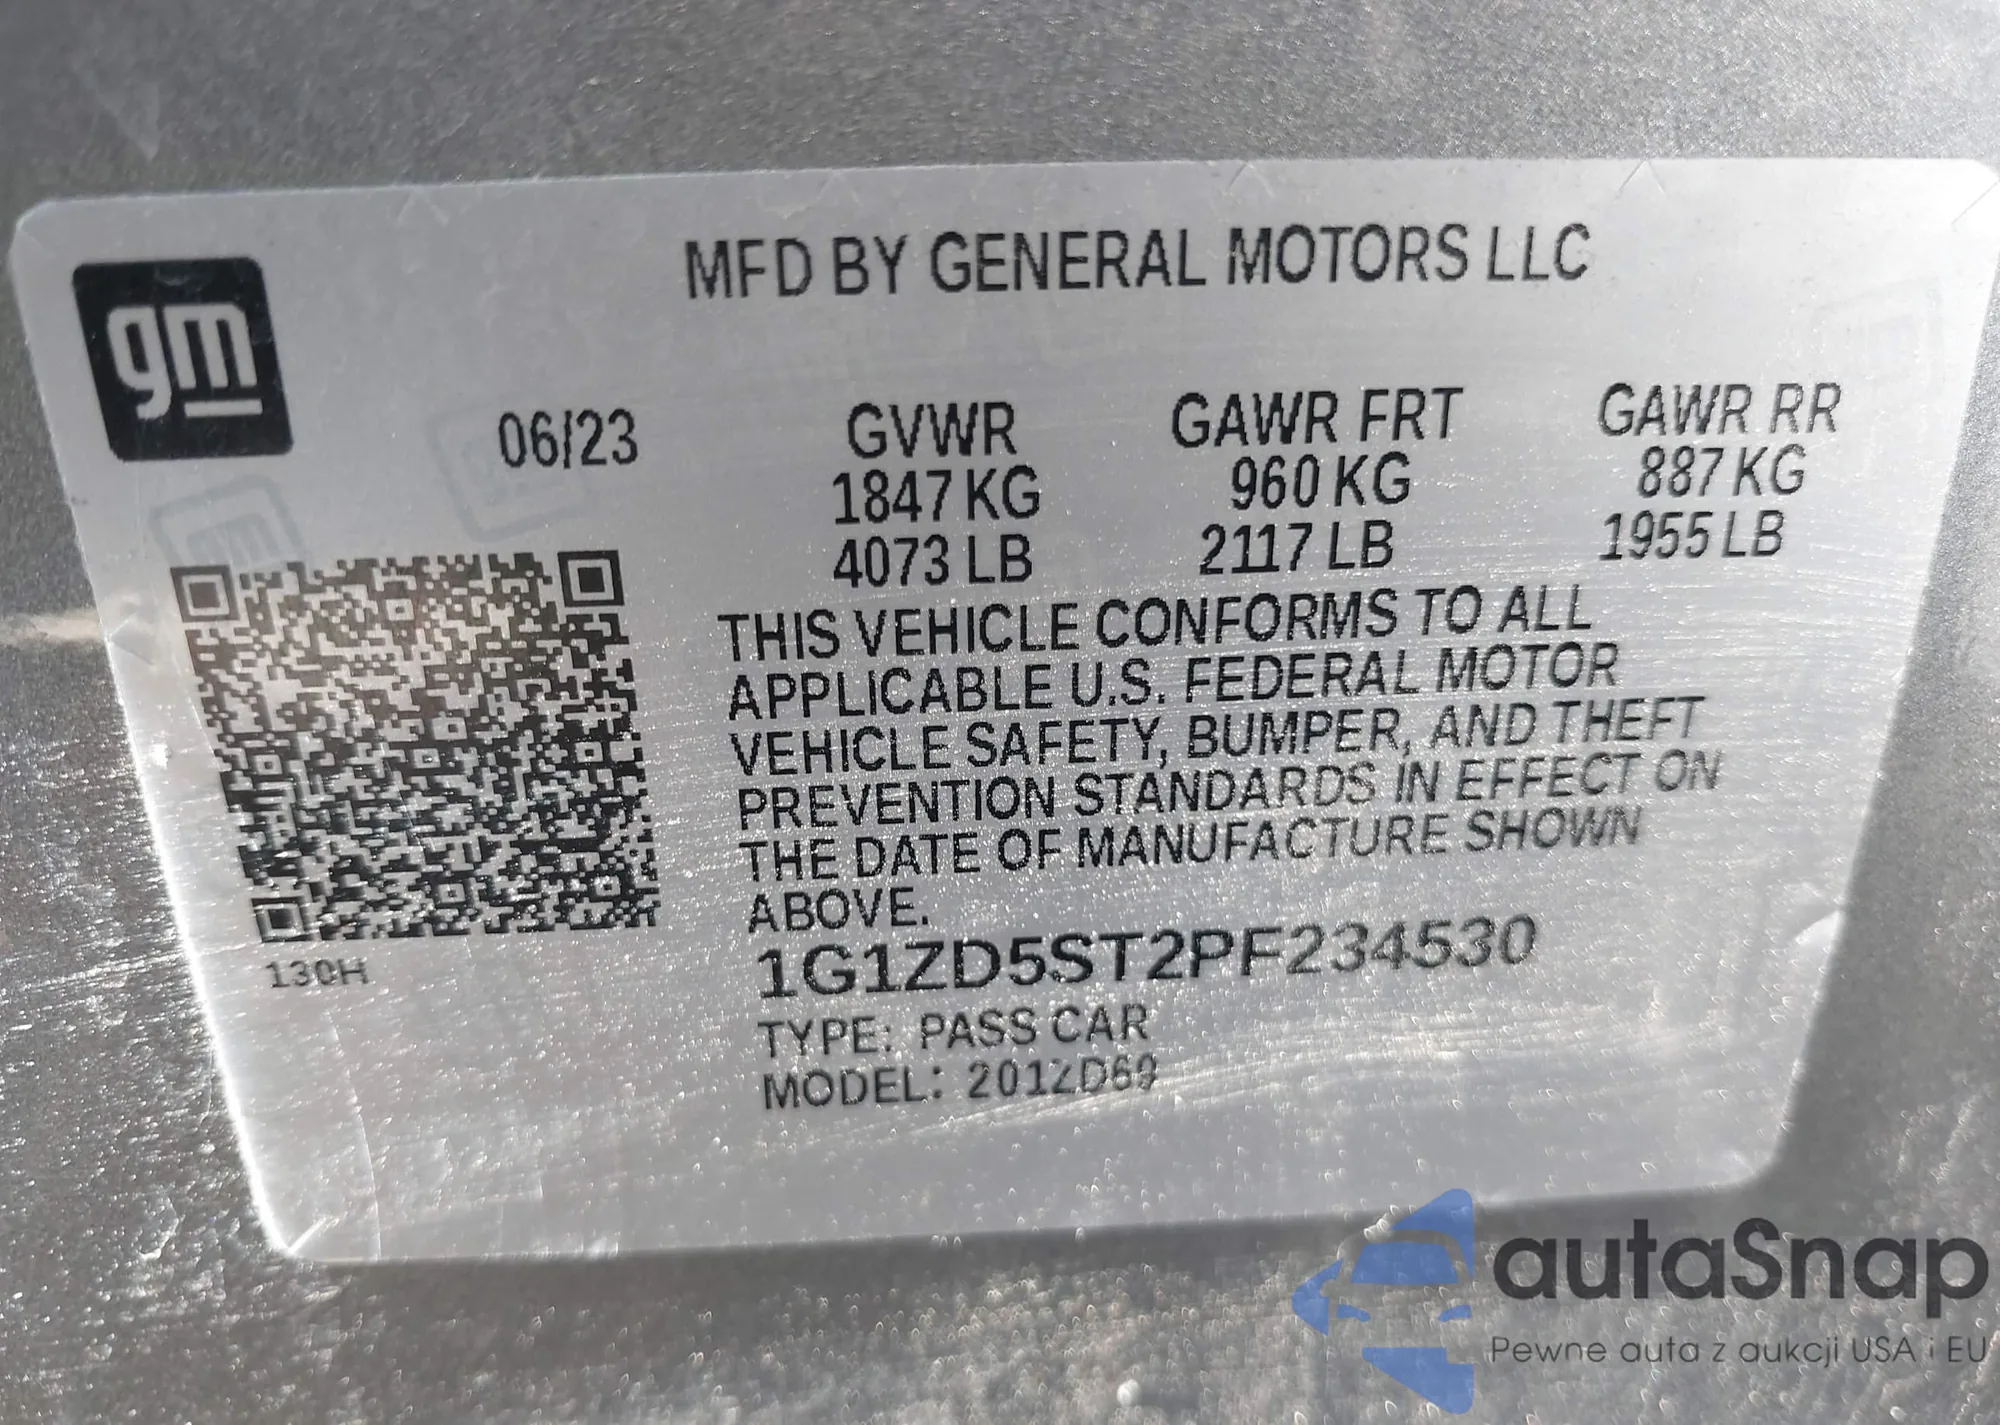 MFD BY GENERAL MOTORS LLC
gm
06/23 GVWR GAWR FRT GAWR RR
1847 KG 960 KG 887 KG
4073 LB 2117 LB 1955 LB
THIS VEHICLE CONFORMS TO ALL
APPLICABLE U.S. FEDERAL MOTOR
VEHICLE SAFETY, BUMPER, AND THEFT
PREVENTION STANDARDS IN EFFECT ON
THE DATE OF MANUFACTURE SHOWN
ABOVE.
130H
1G1ZD5ST2PF234530
TYPE: PASS CAR
MODEL: 201ZD69
autaSnap
Pewne auta z aukcji USA i EU